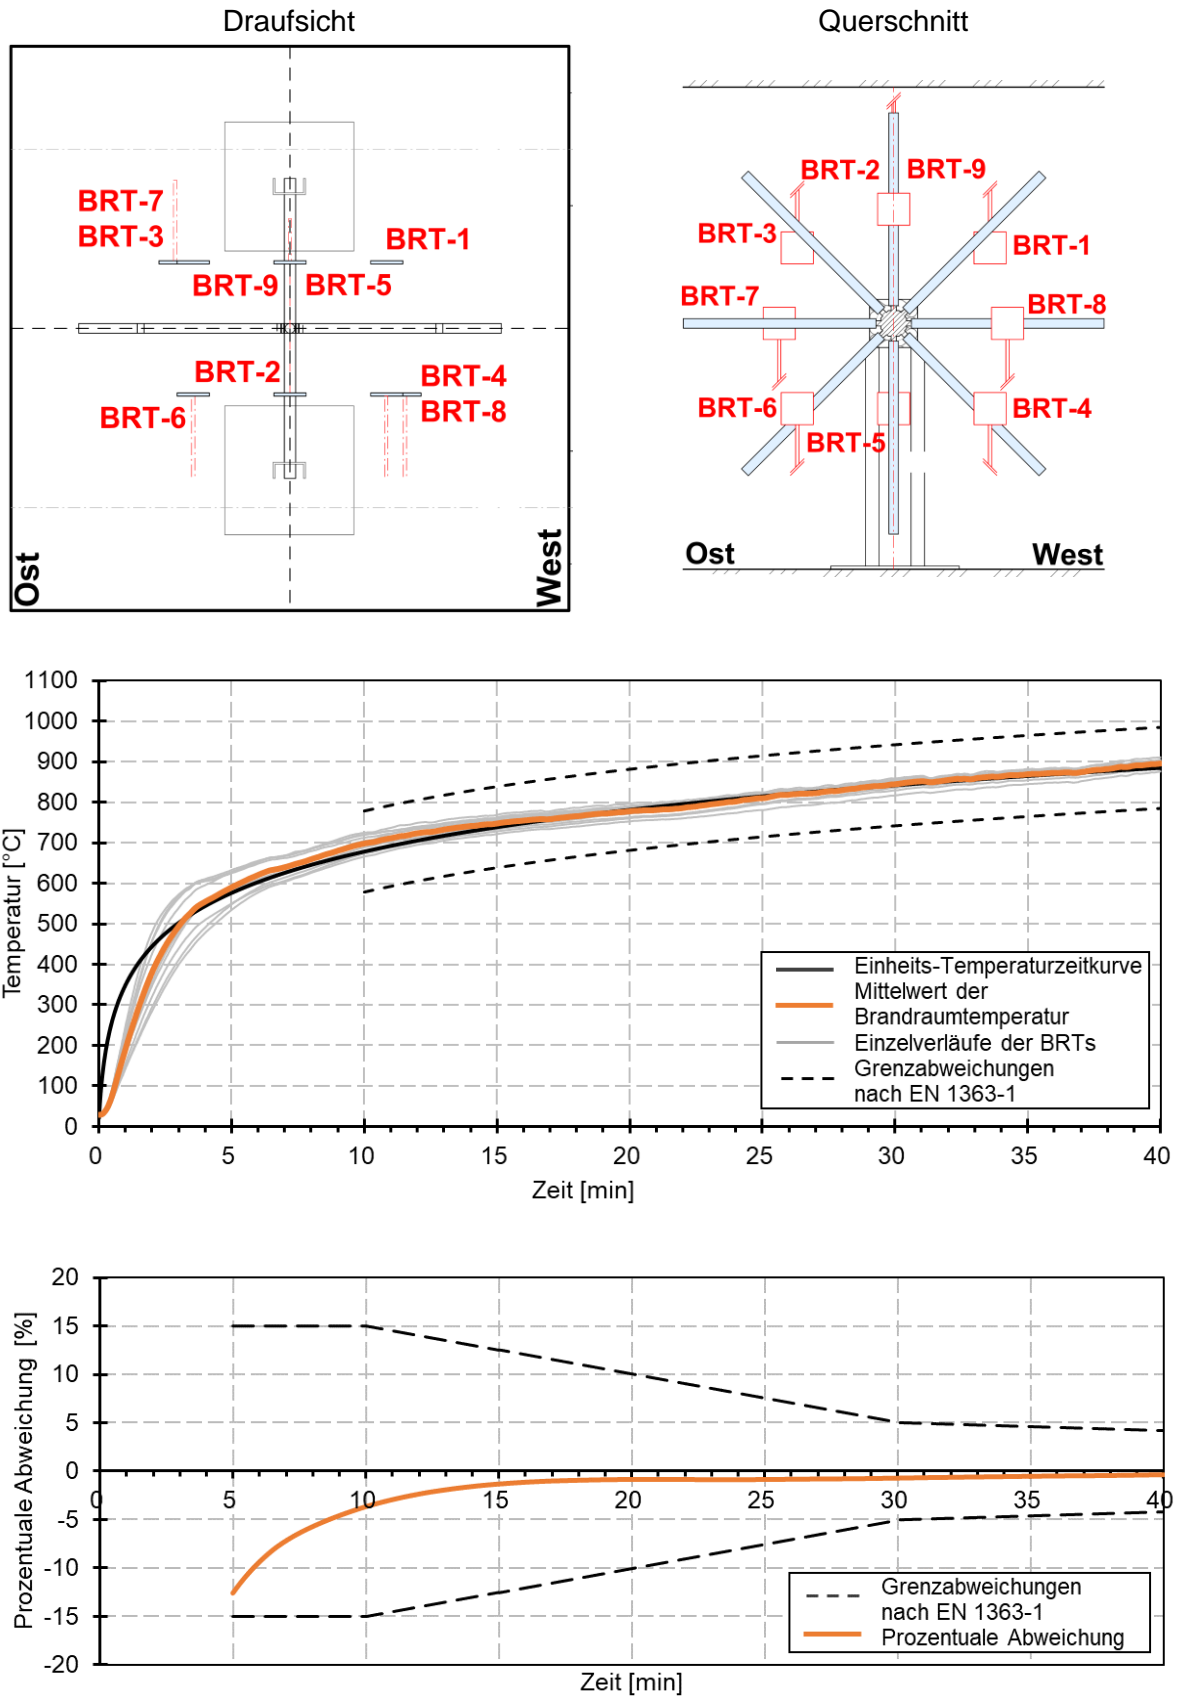 Draufsicht
Querschnitt
BRT-7
BRT-3
BRT-1
BRT-9
BRT-5
BRT-2
BRT-4
BRT-6
BRT-8
Ost
West
BRT-2
BRT-9
BRT-3
BRT-1
BRT-7
BRT-8
BRT-6
BRT-4
BRT-5
Ost
West
1100
1000
900
800
700
600
500
400
300
200
100
0
Temperatur [°C]
0 5 10 15 20 25 30 35 40
Zeit [min]
Einheits-Temperaturzeitkurve
Mittelwert der
Brandraumtemperatur
Einzelverläufe der BRTs
Grenzabweichungen
nach EN 1363-1
20
15
10
5
0
-5
-10
-15
-20
Prozentuale Abweichung [%]
0 5 10 15 20 25 30 35 40
Grenzabweichungen
nach EN 1363-1
Prozentuale Abweichung
Zeit [min]